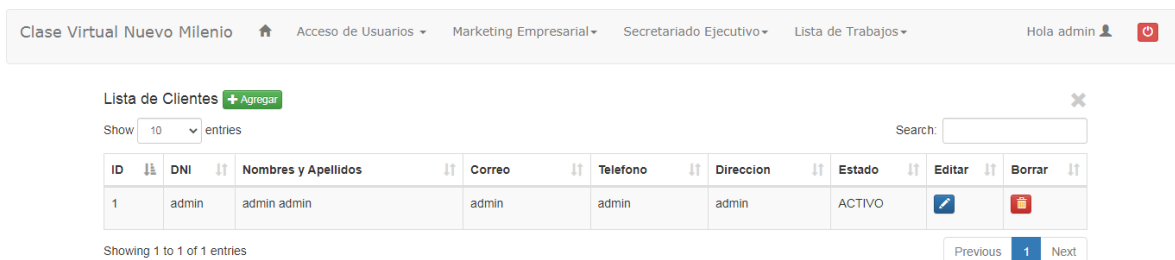 Clase Virtual Nuevo Milenio Acceso de Usuarios Marketing Empresarial Secretariado Ejecutivo Lista de Trabajos Hola admin
Lista de Clientes Agregar
Show 10 entries Search:
ID DNI Nombres y Apellidos Correo Telefono Direccion Estado Editar Borrar
1 admin admin admin admin admin admin ACTIVO
Showing 1 to 1 of 1 entries Previous 1 Next